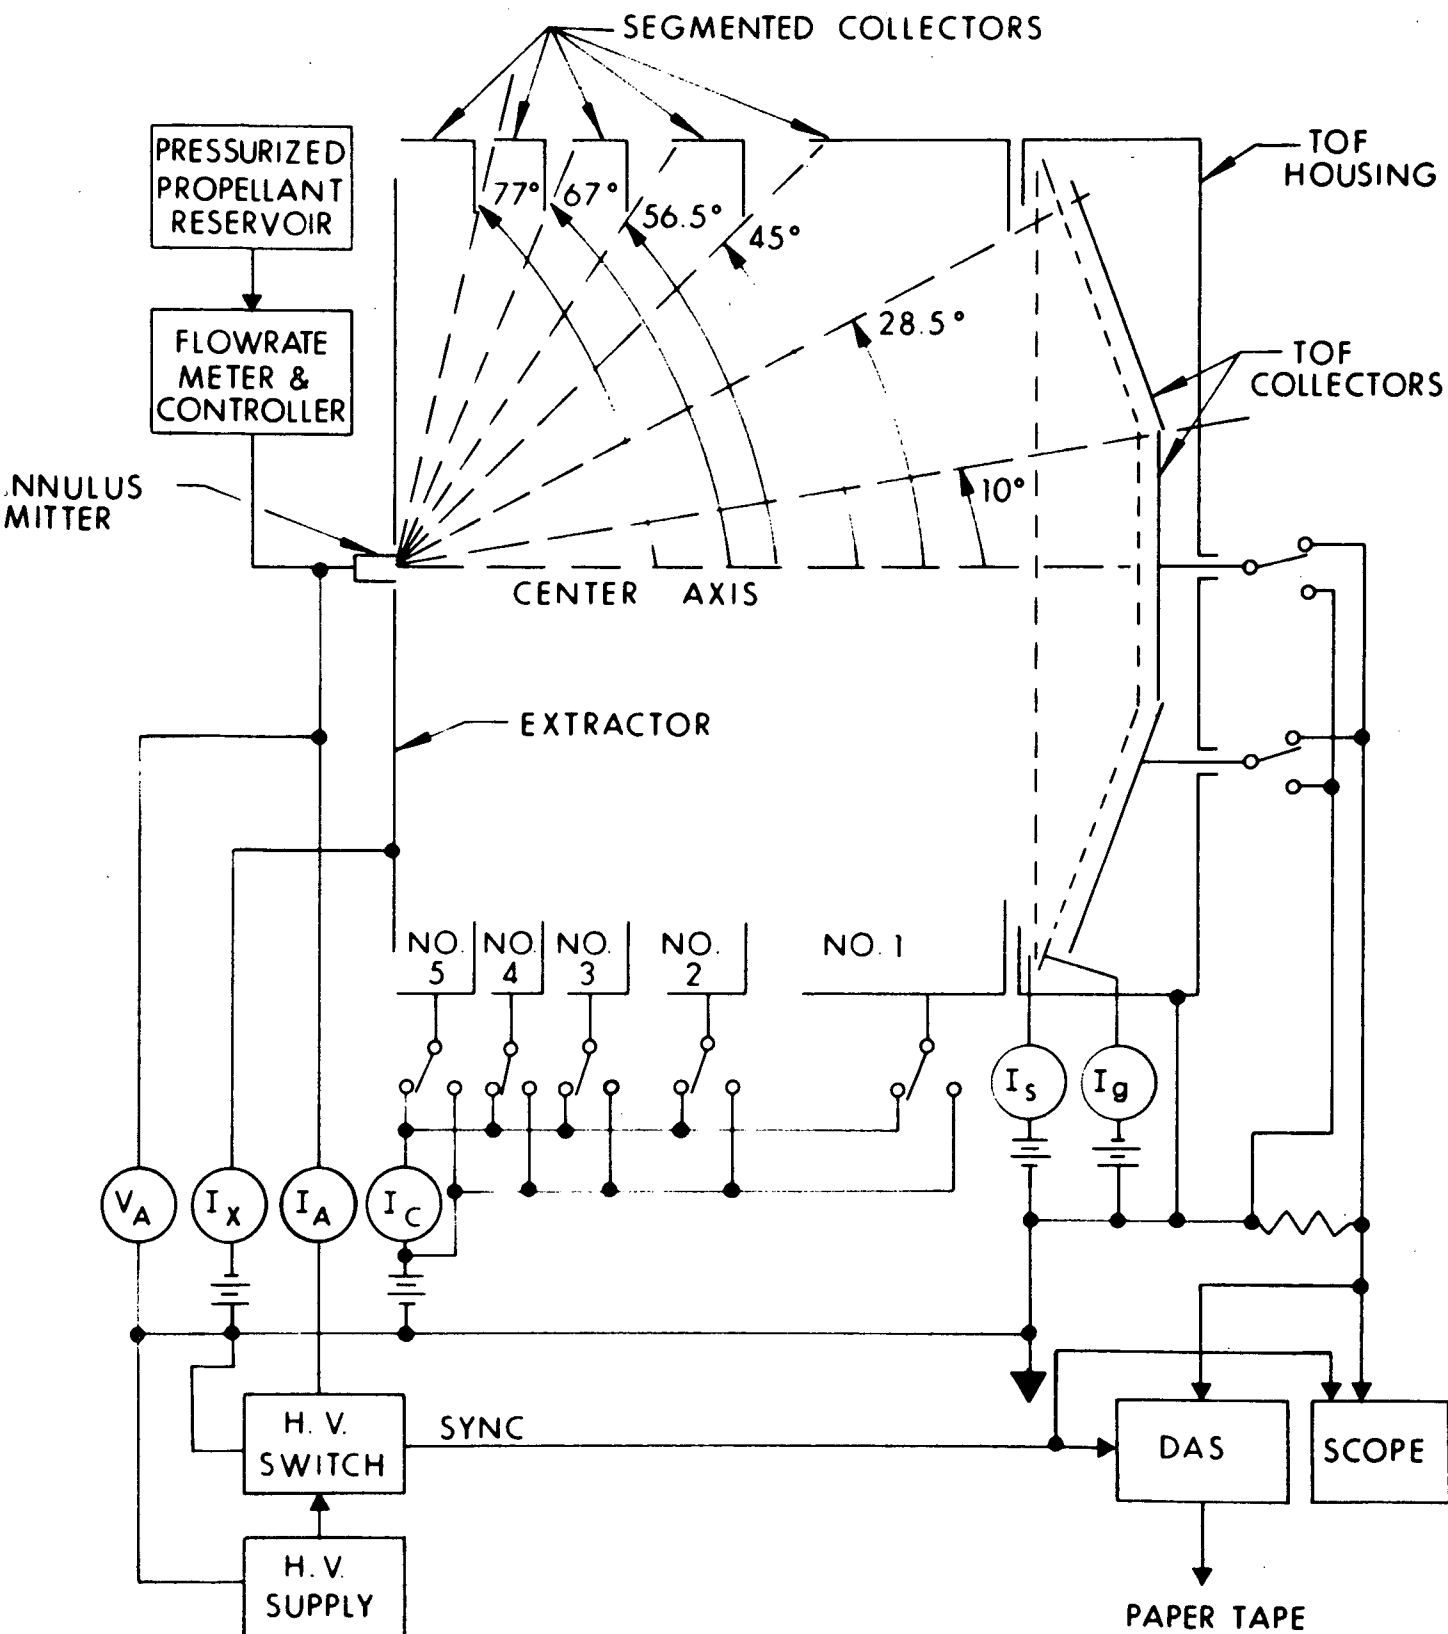 SEGMENTED COLLECTORS
PRESSURIZED
PROPELLANT
RESERVOIR
TOF
HOUSING
77°
67°
56.5°
45°
28.5°
FLOWRATE
METER &
CONTROLLER
TOF
COLLECTORS
NNULUS
MITTER
10°
CENTER AXIS
EXTRACTOR
NO. 5
NO. 4
NO. 3
NO. 2
NO. 1
Is
Ig
VA
IX
IA
IC
H. V.
SWITCH
SYNC
DAS
SCOPE
H. V.
SUPPLY
PAPER TAPE